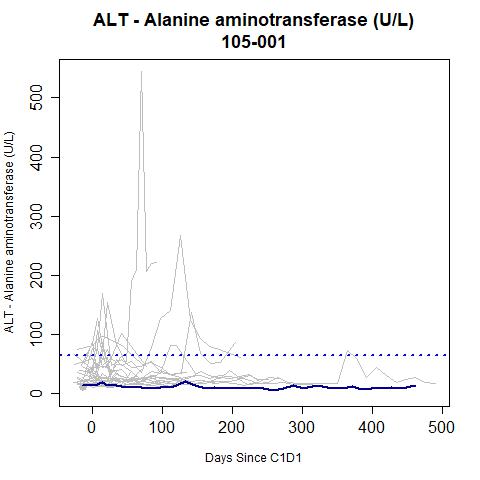 ALT - Alanine aminotransferase (U/L)
105-001
ALT - Alanine aminotransferase (U/L)
500
400
300
200
100
0
0 100 200 300 400 500
Days Since C1D1